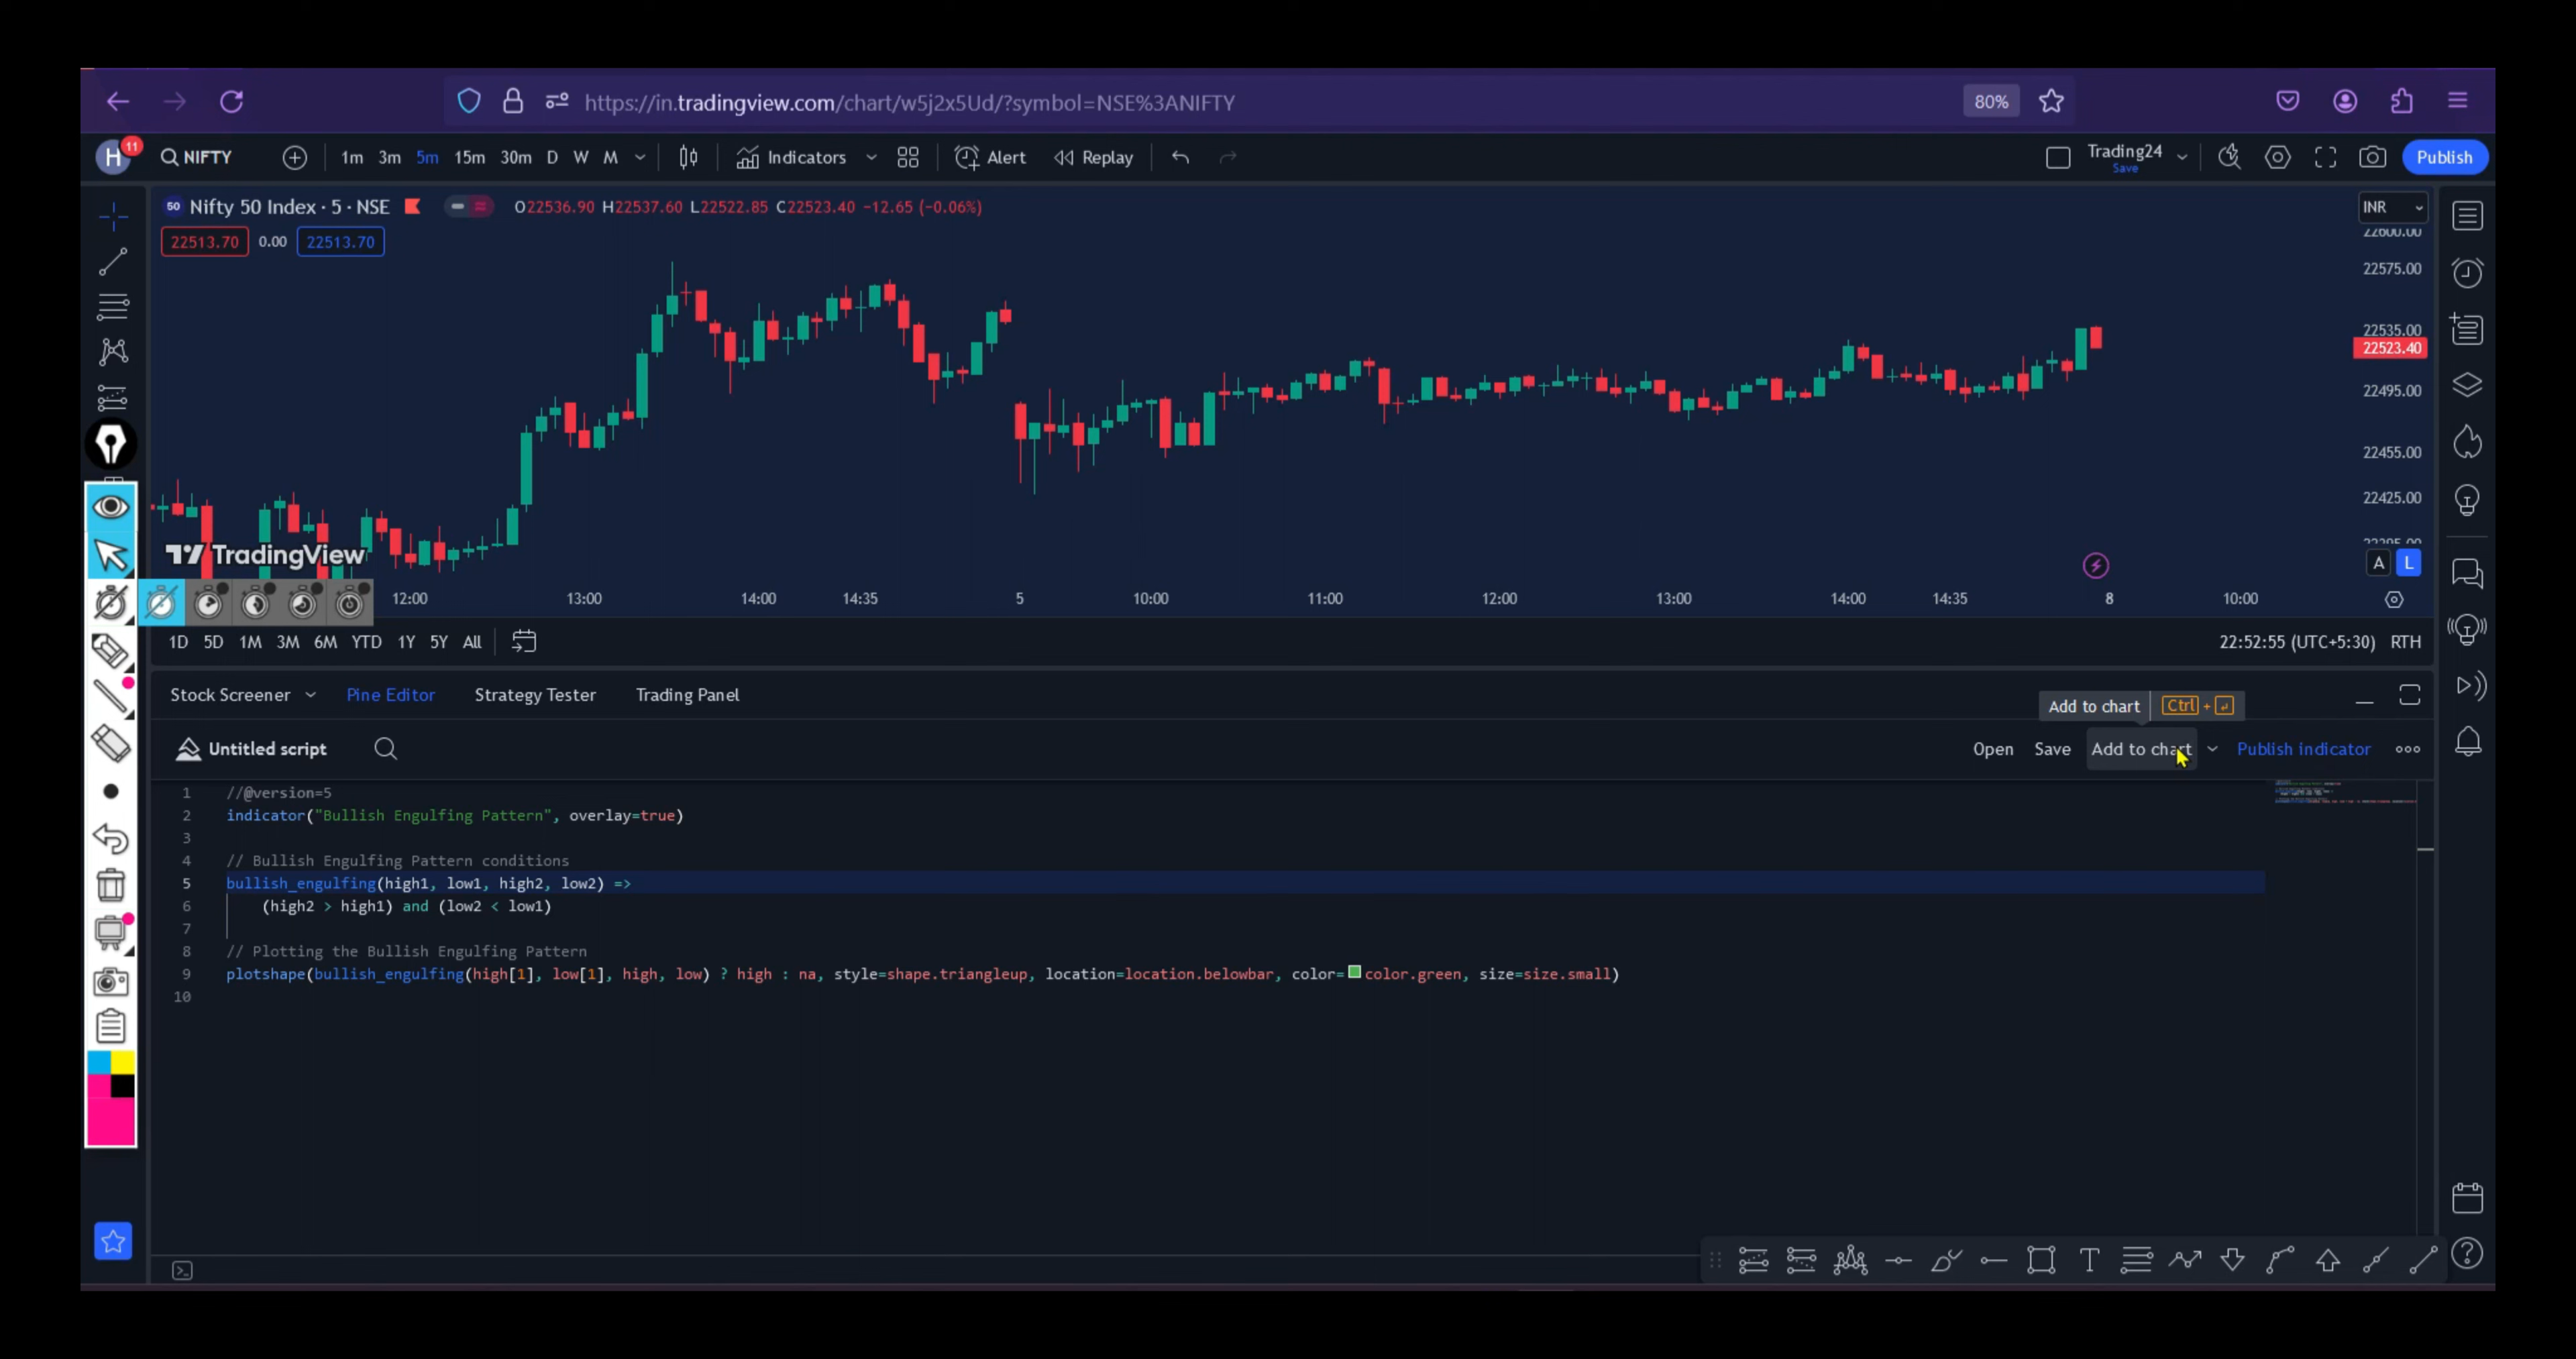 https://in.tradingview.com/chart/w5j2x5Ud/?symbol=NSE%3ANIFTY
80%
H 11 NIFTY 1m 3m 5m 15m 30m D W M Indicators Alert Replay Trading24 Save Publish
50 Nifty 50 Index · 5 · NSE O22536.90 H22537.60 L22522.85 C22523.40 −12.65 (−0.06%)
INR
22513.70 0.00 22513.70
22600.00
22575.00
22535.00
22523.40
22495.00
22455.00
22425.00
TradingView
A L
12:00 13:00 14:00 14:35 5 10:00 11:00 12:00 13:00 14:00 14:35 8 10:00
1D 5D 1M 3M 6M YTD 1Y 5Y All 22:52:55 (UTC+5:30) RTH
Stock Screener Pine Editor Strategy Tester Trading Panel
Add to chart Ctrl +
Untitled script Open Save Add to chart Publish indicator
1 //@version=5
2 indicator("Bullish Engulfing Pattern", overlay=true)
3
4 // Bullish Engulfing Pattern conditions
5 bullish_engulfing(high1, low1, high2, low2) =>
6 (high2 > high1) and (low2 < low1)
7
8 // Plotting the Bullish Engulfing Pattern
9 plotshape(bullish_engulfing(high[1], low[1], high, low) ? high : na, style=shape.triangleup, location=location.belowbar, color=color.green, size=size.small)
10